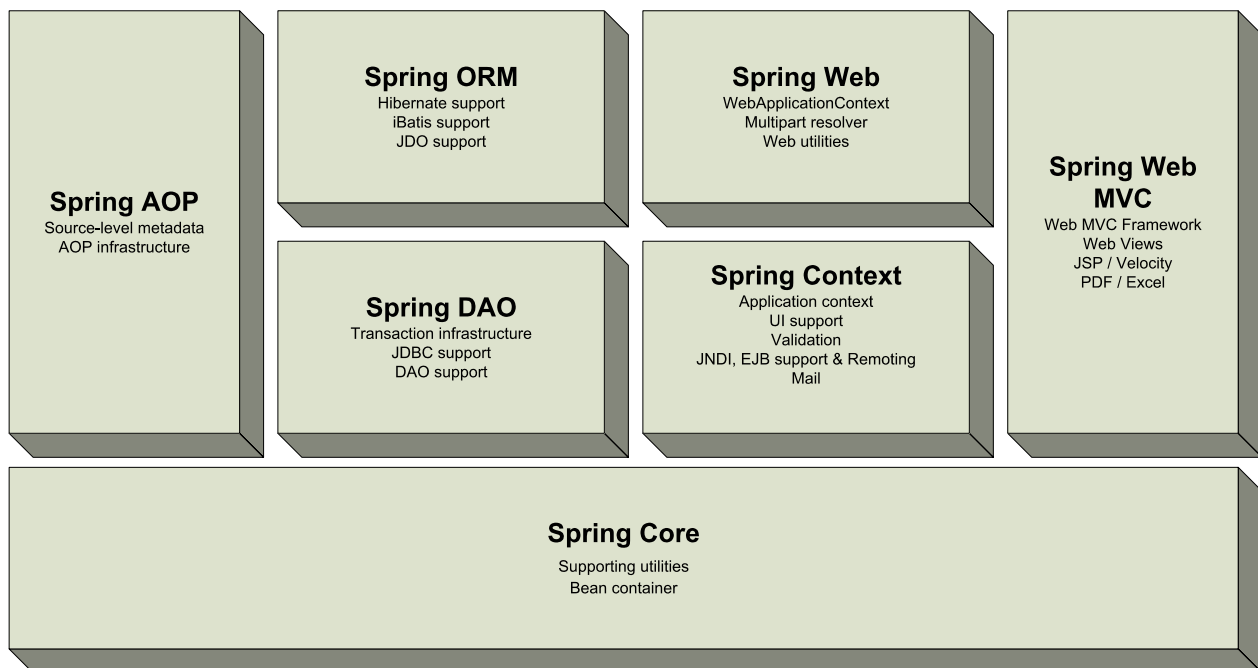 Spring AOP
Source-level metadata
AOP infrastructure
Spring ORM
Hibernate support
iBatis support
JDO support
Spring Web
WebApplicationContext
Multipart resolver
Web utilities
Spring DAO
Transaction infrastructure
JDBC support
DAO support
Spring Context
Application context
UI support
Validation
JNDI, EJB support & Remoting
Mail
Spring Web
MVC
Web MVC Framework
Web Views
JSP / Velocity
PDF / Excel
Spring Core
Supporting utilities
Bean container